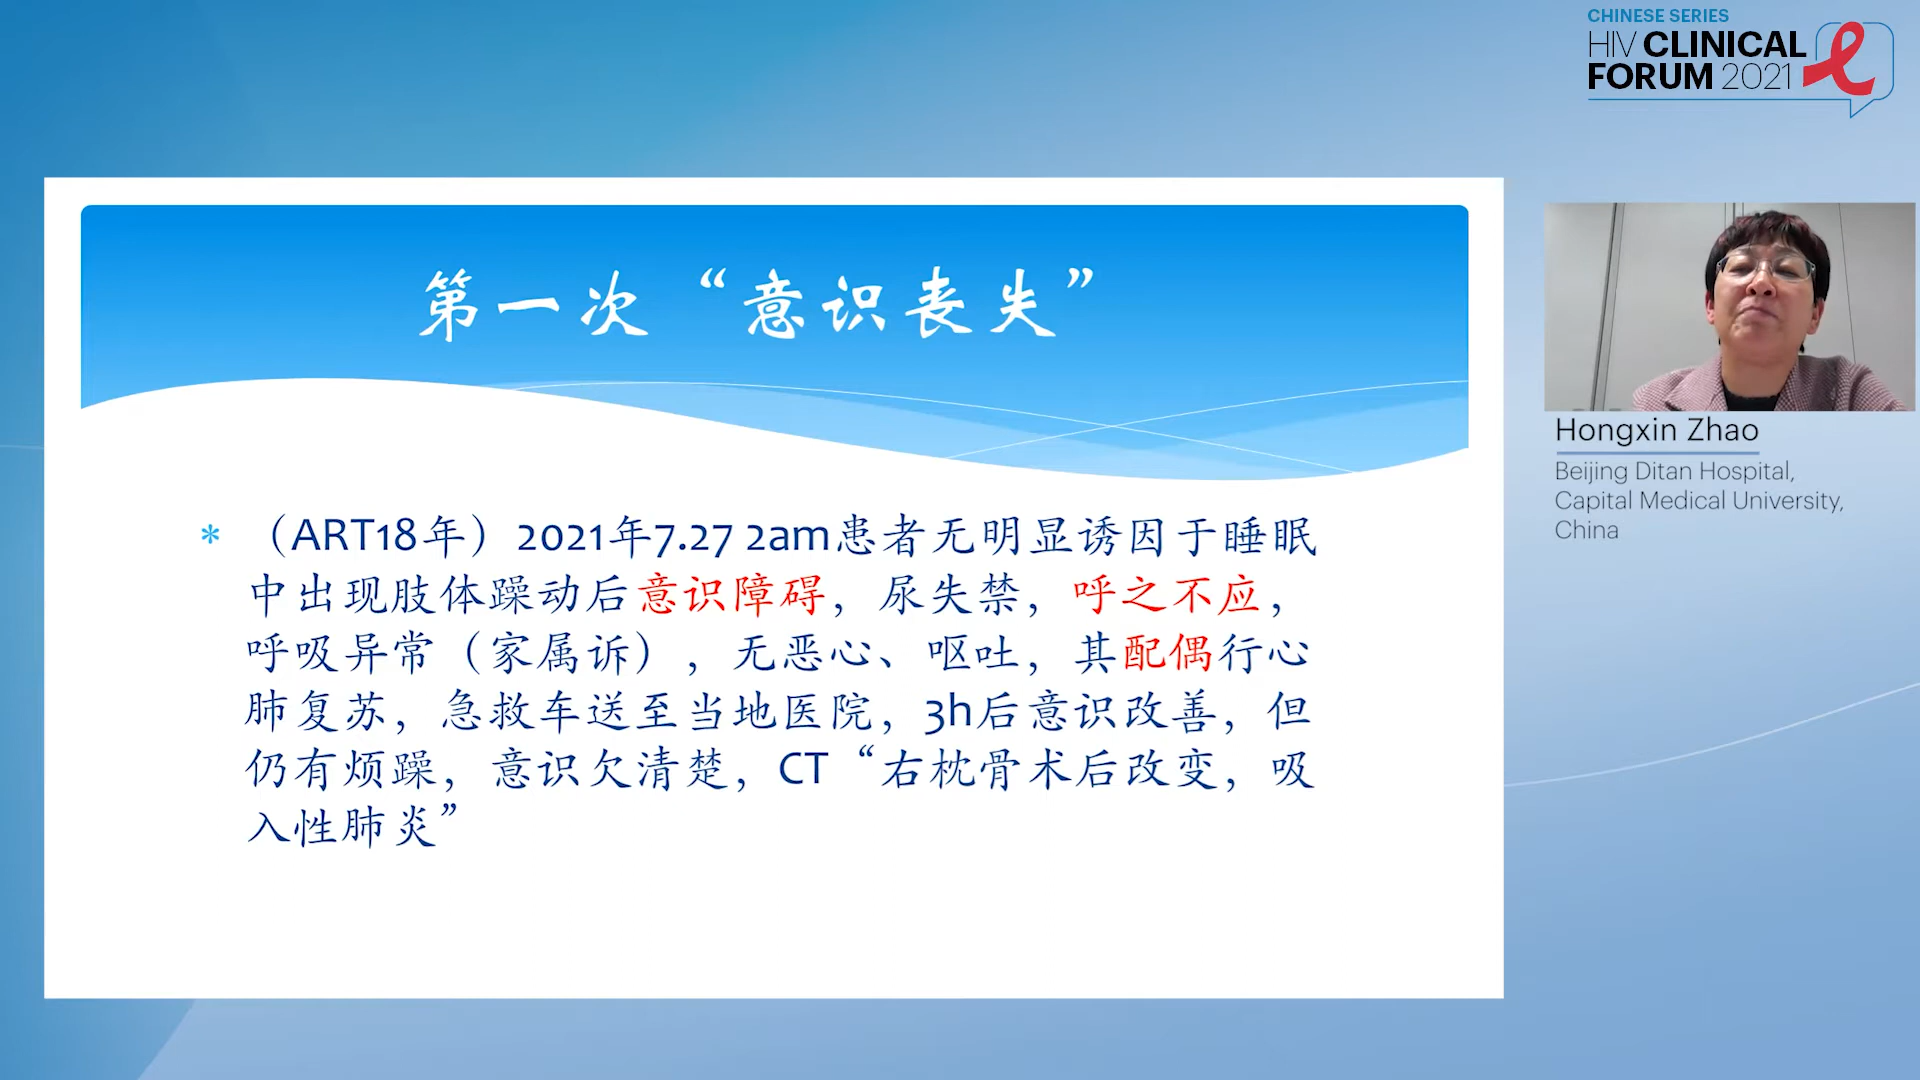 CHINESE SERIES
HIV CLINICAL
FORUM 2021
第一次“意识丧失”
* （ART18年）2021年7.27 2am患者无明显诱因于睡眠
中出现肢体躁动后意识障碍，尿失禁，呼之不应，
呼吸异常（家属诉），无恶心、呕吐，其配偶行心
肺复苏，急救车送至当地医院，3h后意识改善，但
仍有烦躁，意识欠清楚，CT“右枕骨术后改变，吸
入性肺炎”
Hongxin Zhao
Beijing Ditan Hospital,
Capital Medical University,
China